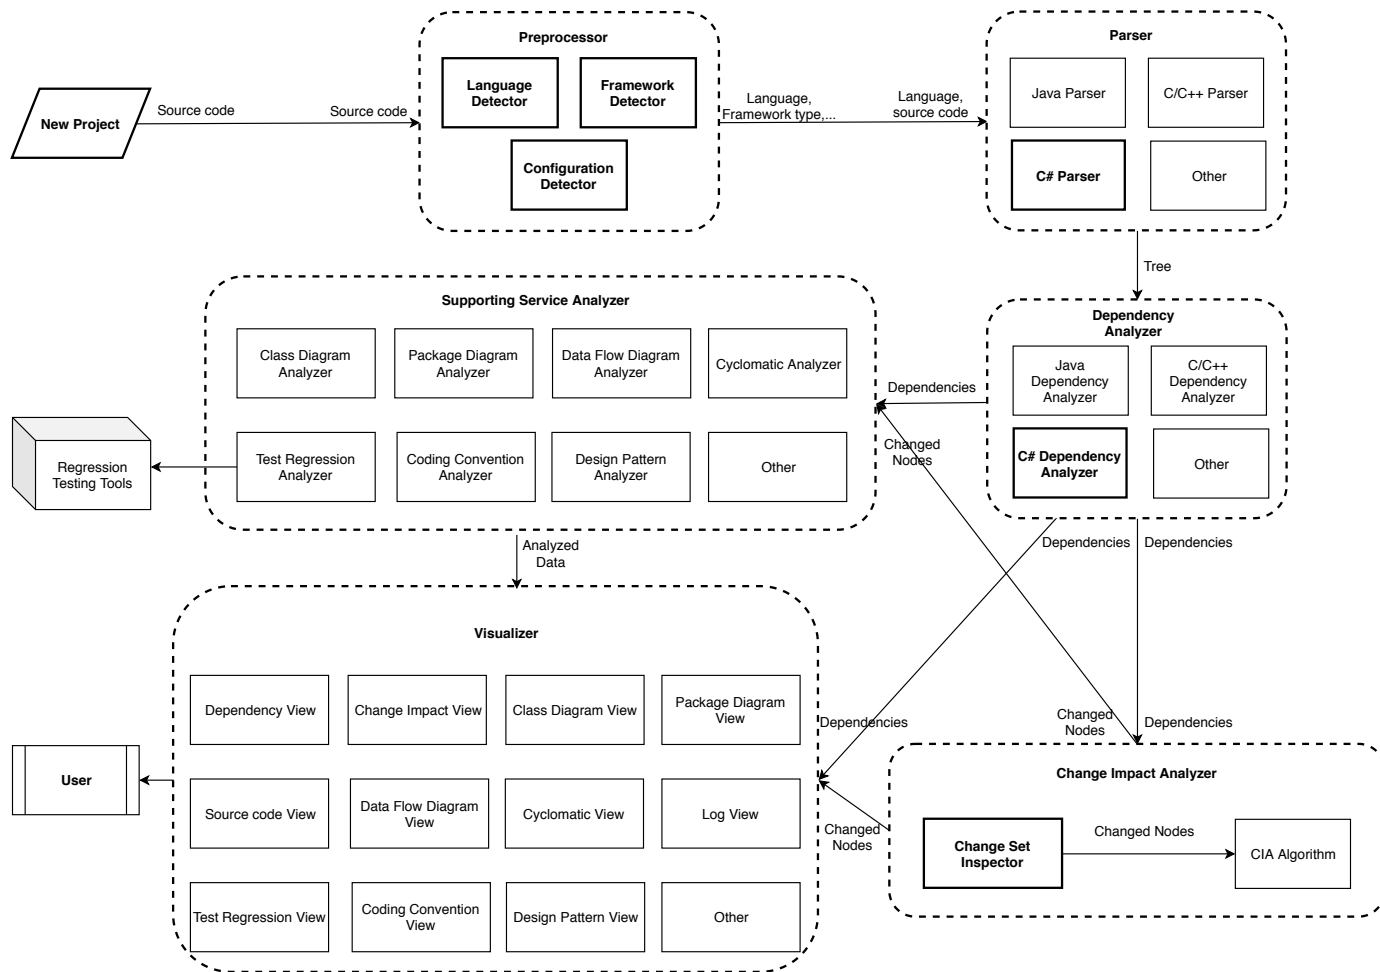 Preprocessor
Language
Detector
Framework
Detector
Configuration
Detector
New Project
Source code
Source code
Language,
Framework type,...
Language,
source code
Parser
Java Parser
C/C++ Parser
C# Parser
Other
Tree
Supporting Service Analyzer
Class Diagram
Analyzer
Package Diagram
Analyzer
Data Flow Diagram
Analyzer
Cyclomatic Analyzer
Test Regression
Analyzer
Coding Convention
Analyzer
Design Pattern
Analyzer
Other
Regression
Testing Tools
Dependency
Analyzer
Java
Dependency
Analyzer
C/C++
Dependency
Analyzer
C# Dependency
Analyzer
Other
Dependencies
Changed
Nodes
Dependencies
Dependencies
Analyzed
Data
Visualizer
Dependency View
Change Impact View
Class Diagram View
Package Diagram
View
Source code View
Data Flow Diagram
View
Cyclomatic View
Log View
Test Regression View
Coding Convention
View
Design Pattern View
Other
User
Dependencies
Changed
Nodes
Changed
Nodes
Dependencies
Change Impact Analyzer
Change Set
Inspector
Changed Nodes
CIA Algorithm